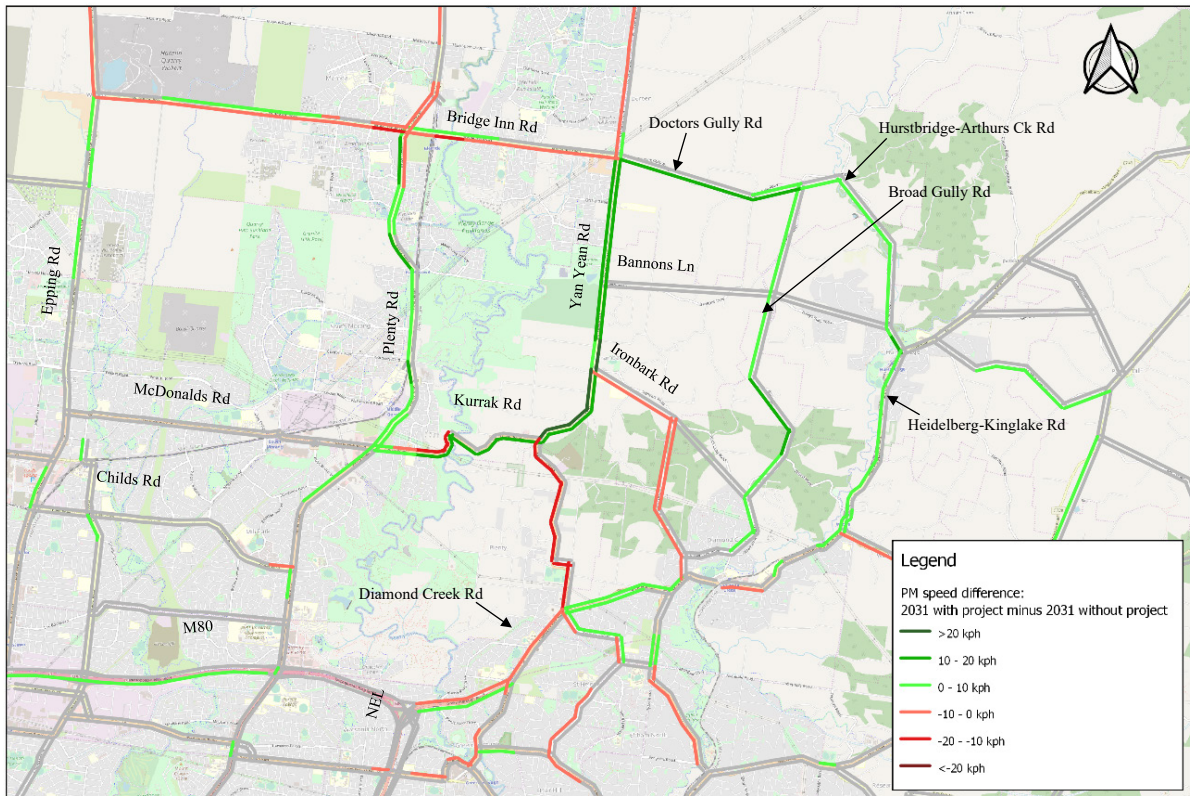 Bridge Inn Rd
Doctors Gully Rd
Hurstbridge-Arthurs Ck Rd
Broad Gully Rd
Epping Rd
Plenty Rd
Yan Yean Rd
Bannons Ln
Ironbark Rd
McDonalds Rd
Kurrak Rd
Heidelberg-Kinglake Rd
Childs Rd
Diamond Creek Rd
M80
NEL
Legend
PM speed difference:
2031 with project minus 2031 without project
>20 kph
10 - 20 kph
0 - 10 kph
-10 - 0 kph
-20 - -10 kph
<-20 kph